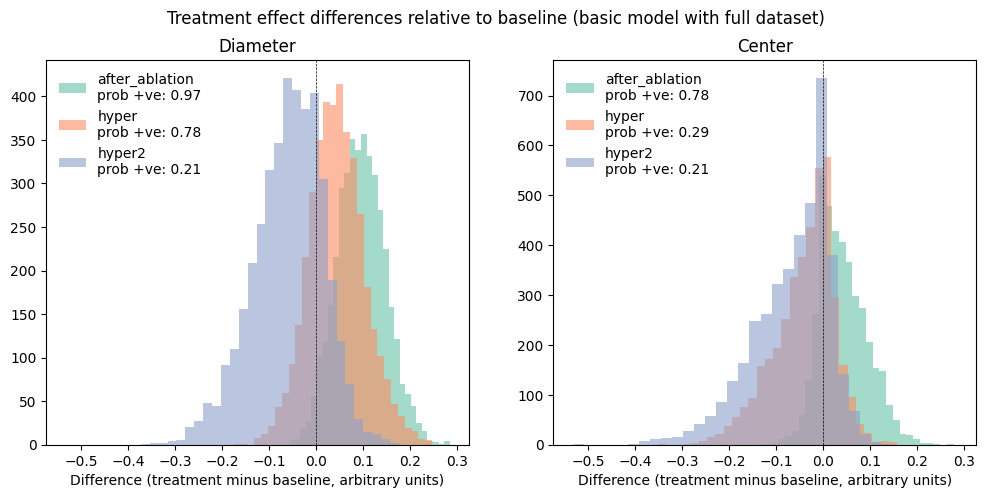 Treatment effect differences relative to baseline (basic model with full dataset)
Diameter
after_ablation
prob +ve: 0.97
hyper
prob +ve: 0.78
hyper2
prob +ve: 0.21
400
350
300
250
200
150
100
50
0
−0.5 −0.4 −0.3 −0.2 −0.1 0.0 0.1 0.2 0.3
Difference (treatment minus baseline, arbitrary units)
Center
after_ablation
prob +ve: 0.78
hyper
prob +ve: 0.29
hyper2
prob +ve: 0.21
700
600
500
400
300
200
100
0
−0.5 −0.4 −0.3 −0.2 −0.1 0.0 0.1 0.2 0.3
Difference (treatment minus baseline, arbitrary units)